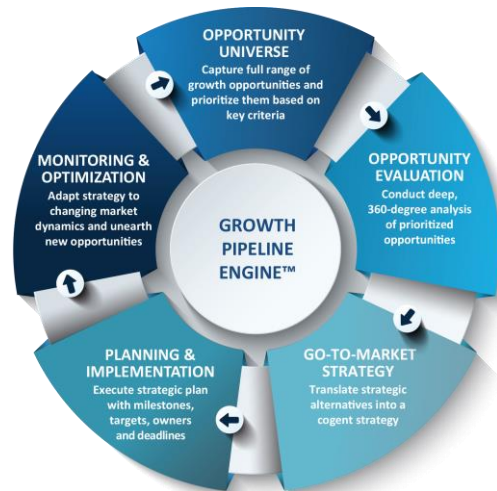 OPPORTUNITY
UNIVERSE
Capture full range of
growth opportunities and
prioritize them based on
key criteria
OPPORTUNITY
EVALUATION
Conduct deep,
360-degree analysis
of prioritized
opportunities
GO-TO-MARKET
STRATEGY
Translate strategic
alternatives into a
cogent strategy
PLANNING &
IMPLEMENTATION
Execute strategic plan
with milestones,
targets, owners
and deadlines
MONITORING &
OPTIMIZATION
Adapt strategy to
changing market
dynamics and unearth
new opportunities
GROWTH
PIPELINE
ENGINE™